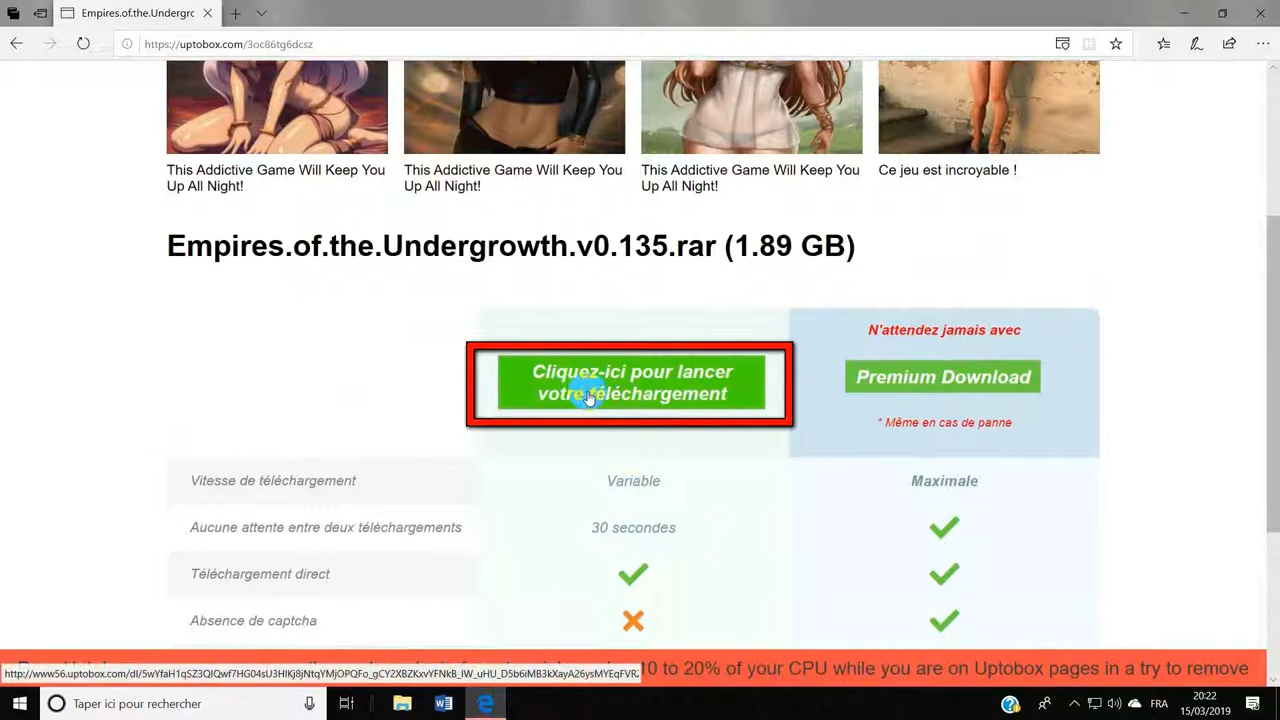 Empires.of.the.Undergrc
https://uptobox.com/3oc86tg6dcsz
This Addictive Game Will Keep You
Up All Night!
This Addictive Game Will Keep You
Up All Night!
This Addictive Game Will Keep You
Up All Night!
Ce jeu est incroyable !
Empires.of.the.Undergrowth.v0.135.rar (1.89 GB)
Cliquez-ici pour lancer
votre téléchargement
N'attendez jamais avec
Premium Download
* Même en cas de panne
Vitesse de téléchargement
Variable
Maximale
Aucune attente entre deux téléchargements
30 secondes
Téléchargement direct
Absence de captcha
10 to 20% of your CPU while you are on Uptobox pages in a try to remove
Taper ici pour rechercher
FRA
20:22
15/03/2019